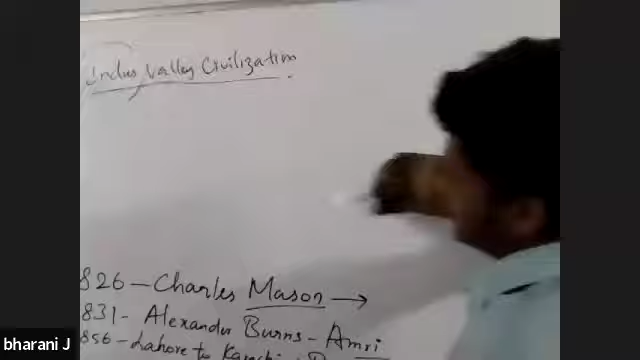 Indus Valley Civilization
826 – Charles Mason →
831 – Alexander Burns – Amri
856 – Lahore to Karachi
bharani J